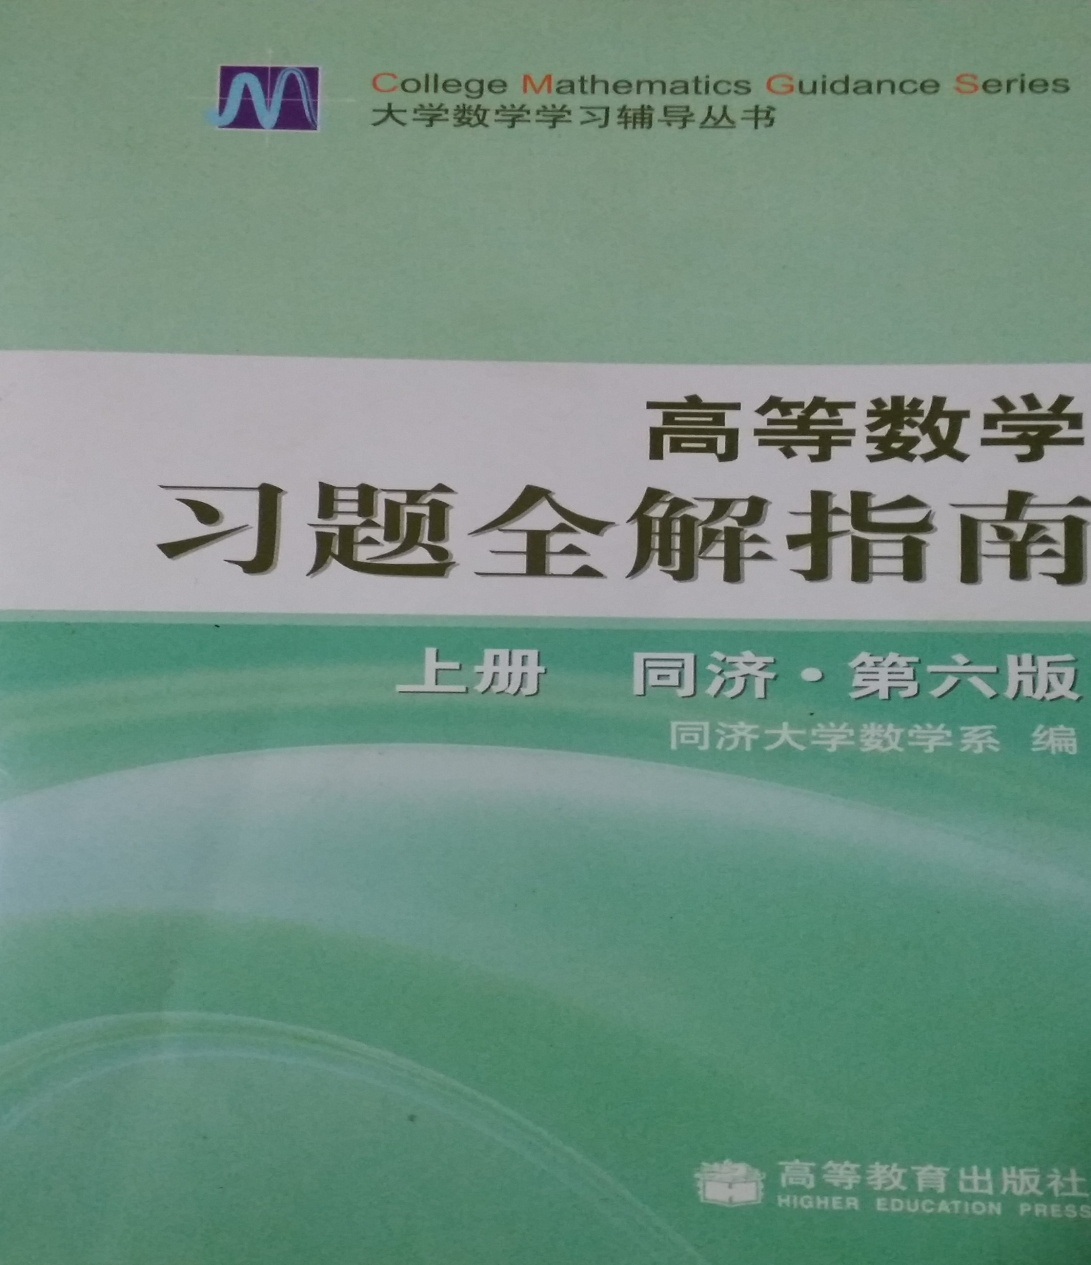 College Mathematics Guidance Series
大学数学学习辅导丛书
高等数学
习题全解指南
上册 同济·第六版
同济大学数学系 编
高等教育出版社
HIGHER EDUCATION PRESS